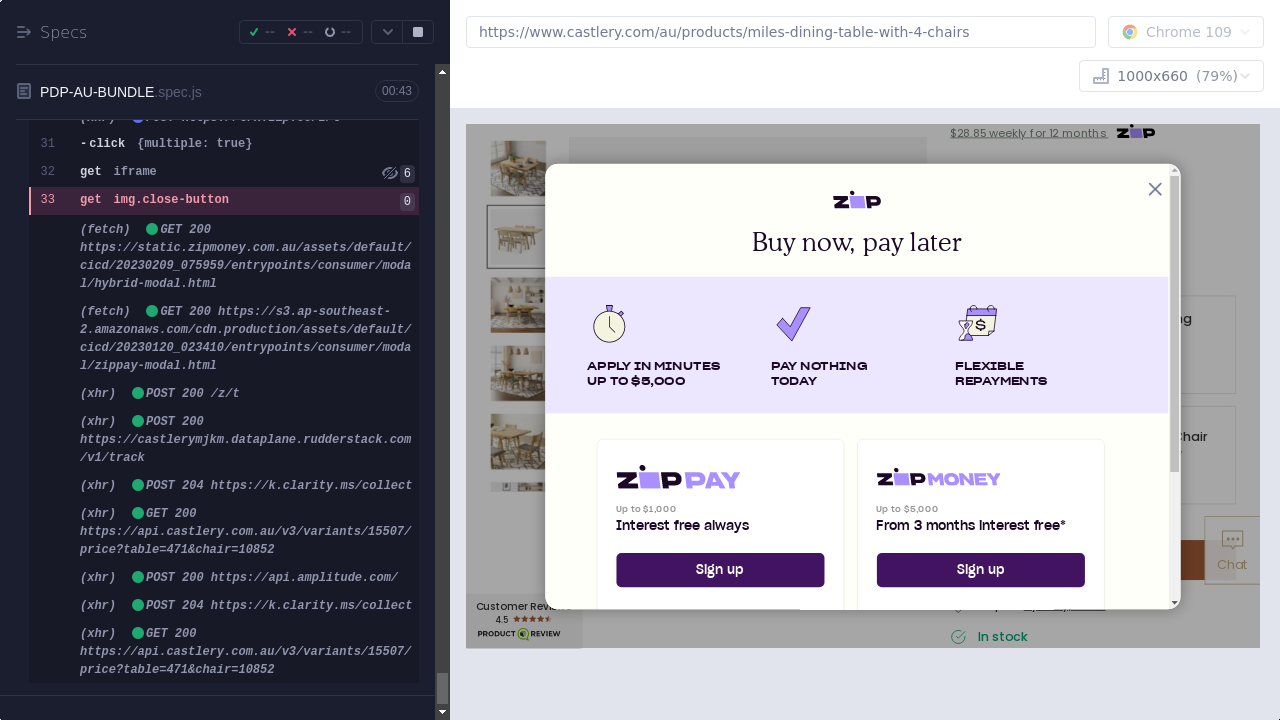 Specs
--
--
--
https://www.castlery.com/au/products/miles-dining-table-with-4-chairs
Chrome 109
1000x660 (79%)
PDP-AU-BUNDLE.spec.js
00:43
31 -click {multiple: true}
32 get iframe 6
33 get img.close-button 0
(fetch) GET 200
https://static.zipmoney.com.au/assets/default/
cicd/20230209_075959/entrypoints/consumer/moda
l/hybrid-modal.html
(fetch) GET 200 https://s3.ap-southeast-
2.amazonaws.com/cdn.production/assets/default/
cicd/20230120_023410/entrypoints/consumer/moda
l/zippay-modal.html
(xhr) POST 200 /z/t
(xhr) POST 200
https://castlerymjkm.dataplane.rudderstack.com
/v1/track
(xhr) POST 204 https://k.clarity.ms/collect
(xhr) GET 200
https://api.castlery.com.au/v3/variants/15507/
price?table=471&chair=10852
(xhr) POST 200 https://api.amplitude.com/
(xhr) POST 204 https://k.clarity.ms/collect
(xhr) GET 200
https://api.castlery.com.au/v3/variants/15507/
price?table=471&chair=10852
$28.85 weekly for 12 months
zip
zip
Buy now, pay later
APPLY IN MINUTES
UP TO $5,000
PAY NOTHING
TODAY
FLEXIBLE
REPAYMENTS
zip PAY
Up to $1,000
Interest free always
Sign up
zip MONEY
Up to $5,000
From 3 months interest free*
Sign up
Chair
Chat
Customer
4.5
PRODUCT REVIEW
In stock